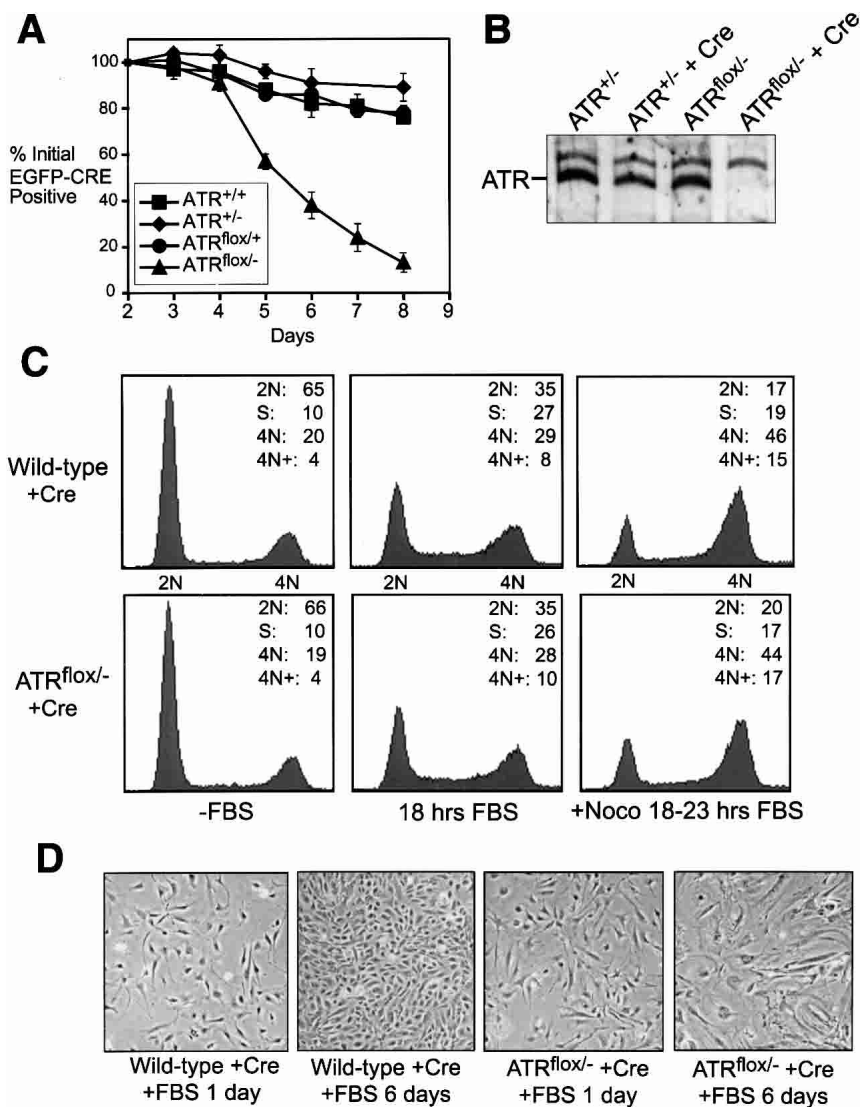 A
100
80
% Initial
60
EGFP-CRE
Positive
40
20
0
ATR+/+
ATR+/-
ATRflox/+
ATRflox/-
2 3 4 5 6 7 8 9
Days
B
ATR+/-
ATR+/- + Cre
ATRflox/-
ATRflox/- + Cre
ATR
C
Wild-type
+Cre
2N: 65
S: 10
4N: 20
4N+: 4
2N: 35
S: 27
4N: 29
4N+: 8
2N: 17
S: 19
4N: 46
4N+: 15
2N 4N 2N 4N 2N 4N
ATRflox/-
+Cre
2N: 66
S: 10
4N: 19
4N+: 4
2N: 35
S: 26
4N: 28
4N+: 10
2N: 20
S: 17
4N: 44
4N+: 17
-FBS
18 hrs FBS
+Noco 18-23 hrs FBS
D
Wild-type +Cre
+FBS 1 day
Wild-type +Cre
+FBS 6 days
ATRflox/- +Cre
+FBS 1 day
ATRflox/- +Cre
+FBS 6 days